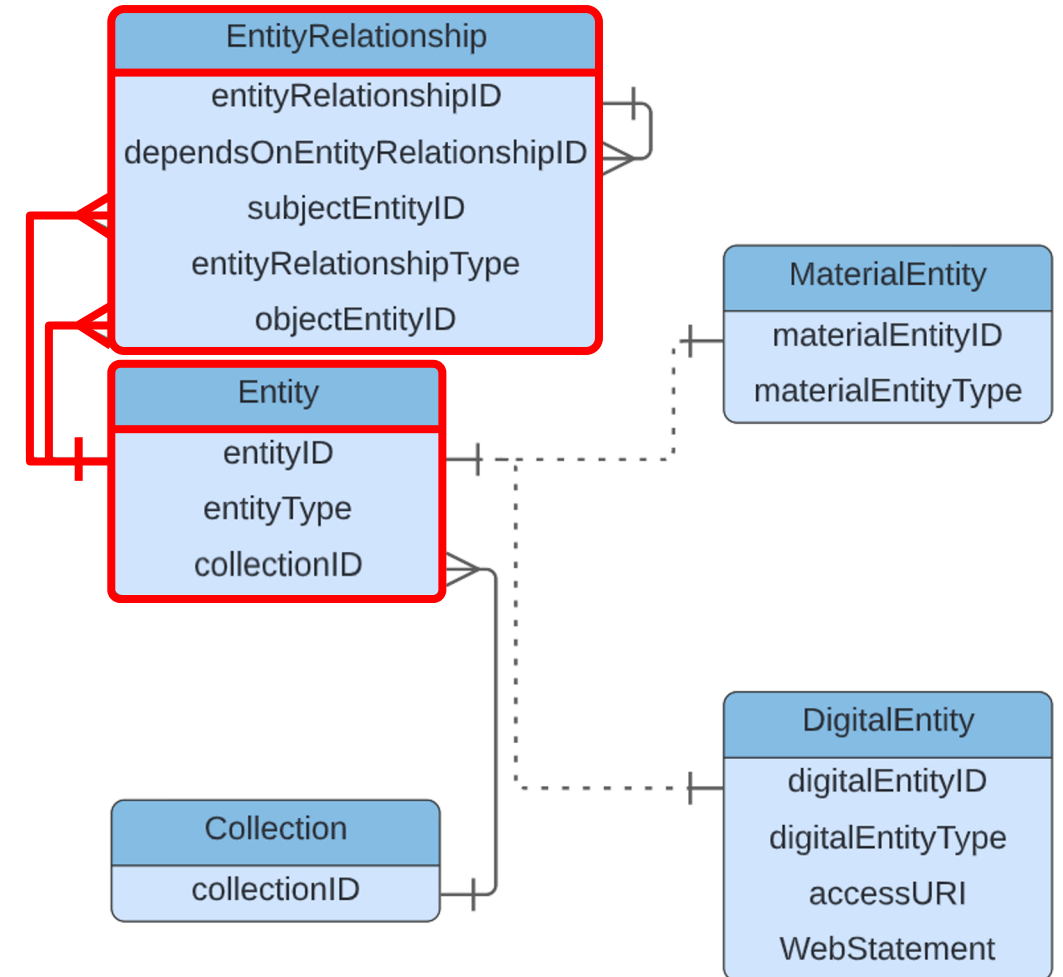 EntityRelationship
entityRelationshipID
dependsOnEntityRelationshipID
subjectEntityID
entityRelationshipType
objectEntityID
Entity
entityID
entityType
collectionID
MaterialEntity
materialEntityID
materialEntityType
Collection
collectionID
DigitalEntity
digitalEntityID
digitalEntityType
accessURI
WebStatement